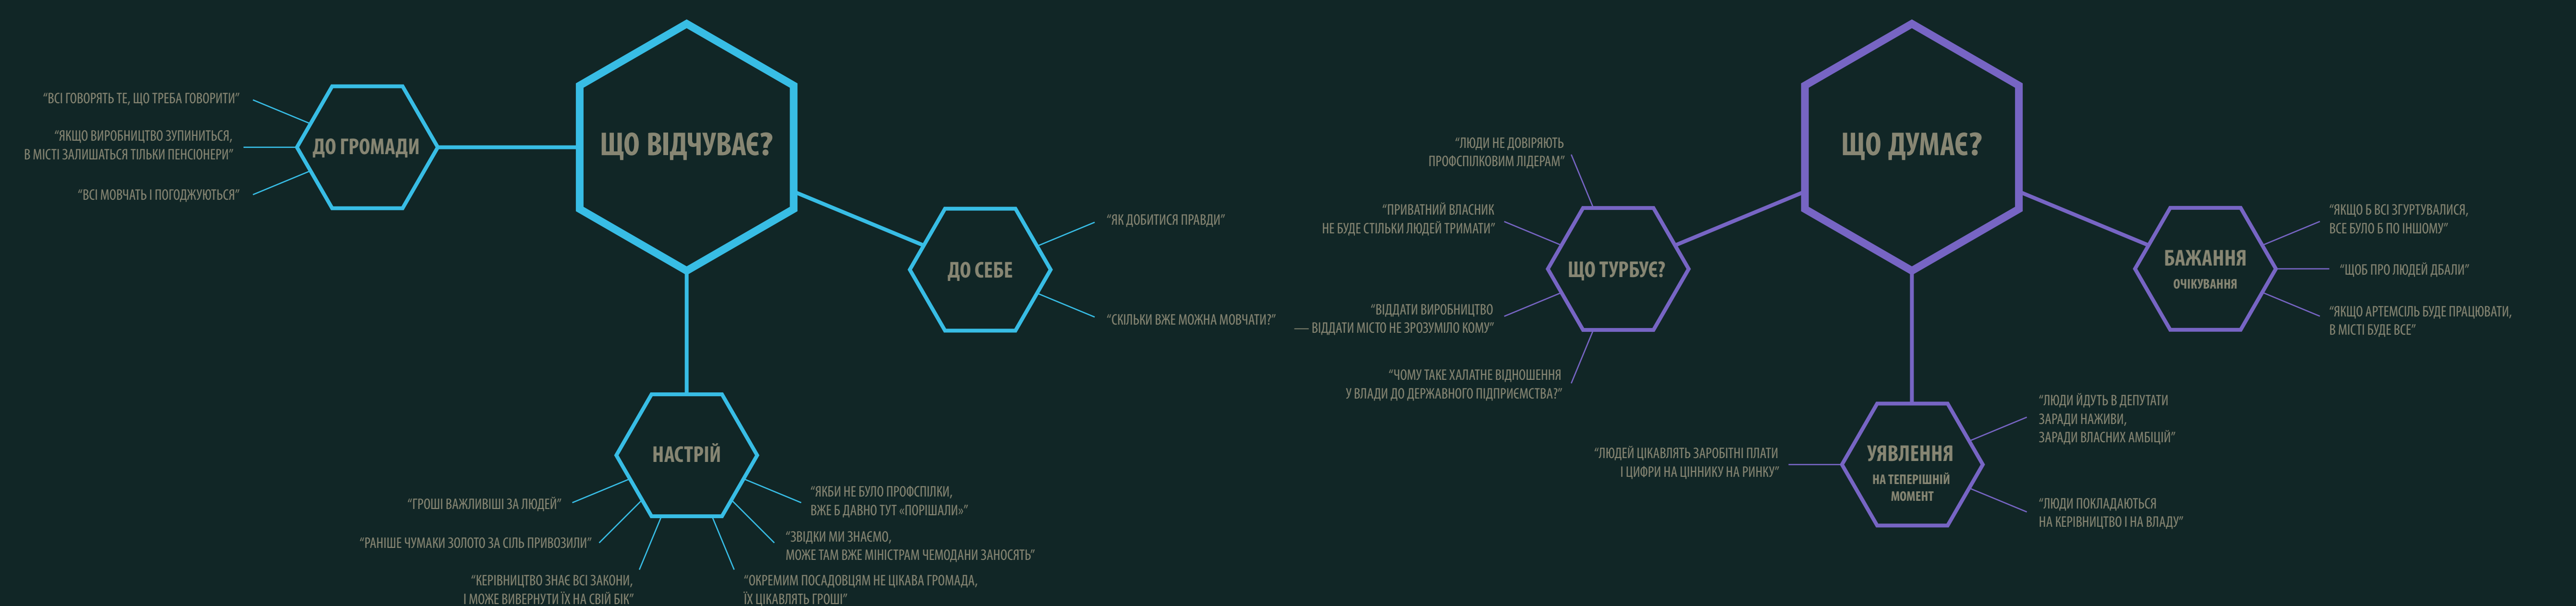 ЩО ВІДЧУВАЄ?
ДО ГРОМАДИ
“ВСІ ГОВОРЯТЬ ТЕ, ЩО ТРЕБА ГОВОРИТИ”
“ЯКЩО ВИРОБНИЦТВО ЗУПИНИТЬСЯ,
В МІСТІ ЗАЛИШАТЬСЯ ТІЛЬКИ ПЕНСІОНЕРИ”
“ВСІ МОВЧАТЬ І ПОГОДЖУЮТЬСЯ”
ДО СЕБЕ
“ЯК ДОБИТИСЯ ПРАВДИ”
“СКІЛЬКИ ВЖЕ МОЖНА МОВЧАТИ?”
НАСТРІЙ
“ГРОШІ ВАЖЛИВІШІ ЗА ЛЮДЕЙ”
“РАНІШЕ ЧУМАКИ ЗОЛОТО ЗА СІЛЬ ПРИВОЗИЛИ”
“КЕРІВНИЦТВО ЗНАЄ ВСІ ЗАКОНИ,
І МОЖЕ ВИВЕРНУТИ ЇХ НА СВІЙ БІК”
“ЯКБИ НЕ БУЛО ПРОФСПІЛКИ,
ВЖЕ Б ДАВНО ТУТ «ПОРІШАЛИ»”
“ЗВІДКИ МИ ЗНАЄМО,
МОЖЕ ТАМ ВЖЕ МІНІСТРАМ ЧЕМОДАНИ ЗАНОСЯТЬ”
“ОКРЕМИМ ПОСАДОВЦЯМ НЕ ЦІКАВА ГРОМАДА,
ЇХ ЦІКАВЛЯТЬ ГРОШІ”
ЩО ДУМАЄ?
ЩО ТУРБУЄ?
“ЛЮДИ НЕ ДОВІРЯЮТЬ
ПРОФСПІЛКОВИМ ЛІДЕРАМ”
“ПРИВАТНИЙ ВЛАСНИК
НЕ БУДЕ СТІЛЬКИ ЛЮДЕЙ ТРИМАТИ”
“ВІДДАТИ ВИРОБНИЦТВО
— ВІДДАТИ МІСТО НЕ ЗРОЗУМІЛО КОМУ”
“ЧОМУ ТАКЕ ХАЛАТНЕ ВІДНОШЕННЯ
У ВЛАДИ ДО ДЕРЖАВНОГО ПІДПРИЄМСТВА?”
БАЖАННЯ
ОЧІКУВАННЯ
“ЯКЩО Б ВСІ ЗГУРТУВАЛИСЯ,
ВСЕ БУЛО Б ПО ІНШОМУ”
“ЩОБ ПРО ЛЮДЕЙ ДБАЛИ”
“ЯКЩО АРТЕМСІЛЬ БУДЕ ПРАЦЮВАТИ,
В МІСТІ БУДЕ ВСЕ”
УЯВЛЕННЯ
НА ТЕПЕРІШНІЙ
МОМЕНТ
“ЛЮДЕЙ ЦІКАВЛЯТЬ ЗАРОБІТНІ ПЛАТИ
І ЦИФРИ НА ЦІННИКУ НА РИНКУ”
“ЛЮДИ ЙДУТЬ В ДЕПУТАТИ
ЗАРАДИ НАЖИВИ,
ЗАРАДИ ВЛАСНИХ АМБІЦІЙ”
“ЛЮДИ ПОКЛАДАЮТЬСЯ
НА КЕРІВНИЦТВО І НА ВЛАДУ”